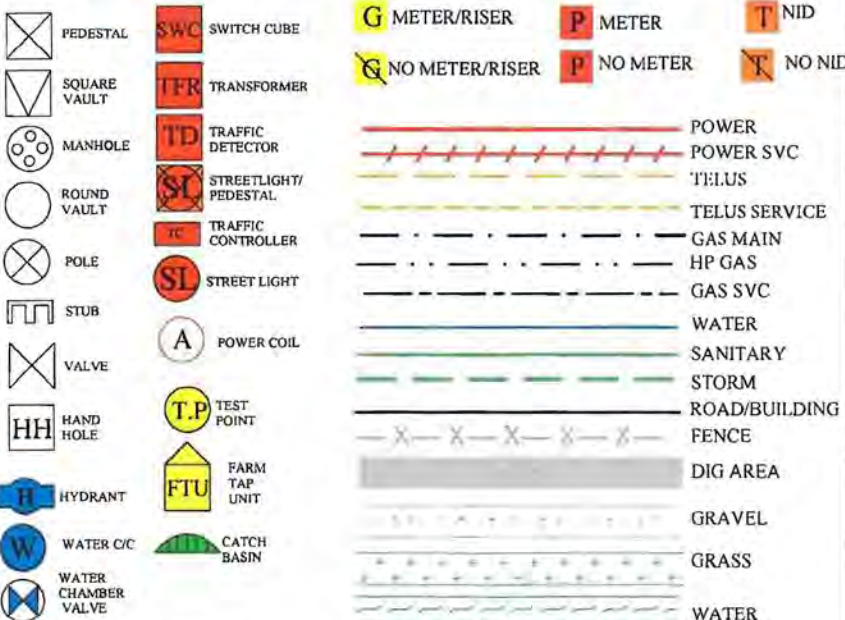 PEDESTAL
SQUARE
VAULT
MANHOLE
ROUND
VAULT
POLE
STUB
VALVE
HH HAND
HOLE
H HYDRANT
W WATER C/C
WATER
CHAMBER
VALVE
SWC SWITCH CUBE
TFR TRANSFORMER
TD TRAFFIC
DETECTOR
SL STREETLIGHT/
PEDESTAL
TC TRAFFIC
CONTROLLER
SL STREET LIGHT
A POWER COIL
T.P TEST
POINT
FTU FARM
TAP
UNIT
CATCH
BASIN
G METER/RISER
P METER
T NID
G NO METER/RISER
P NO METER
T NO NID
POWER
POWER SVC
TELUS
TELUS SERVICE
GAS MAIN
HP GAS
GAS SVC
WATER
SANITARY
STORM
ROAD/BUILDING
FENCE
DIG AREA
GRAVEL
GRASS
WATER